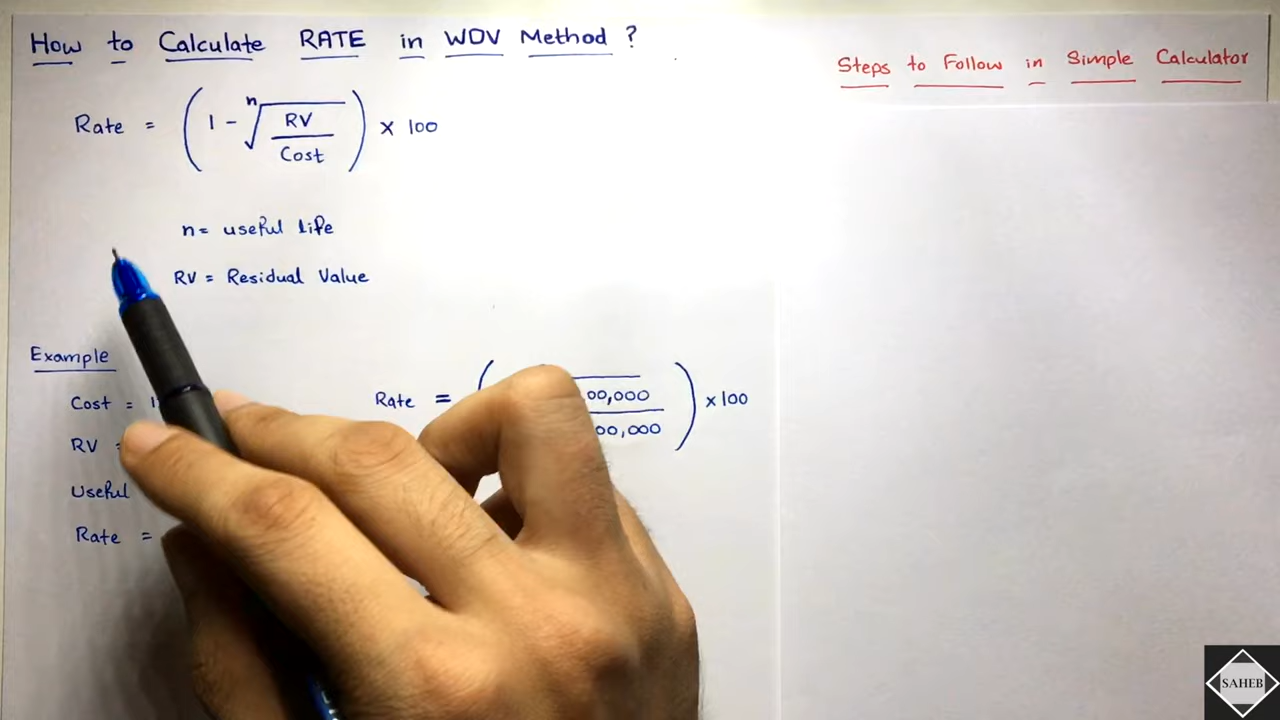 How to Calculate RATE in WDV Method ?
Steps to Follow in Simple Calculator
Rate = ( 1 - n√ RV / Cost ) × 100
n = useful life
RV = Residual Value
Example
Cost = 1
RV =
Useful
Rate =
Rate = ( 00,000 / 00,000 ) × 100
SAHEB